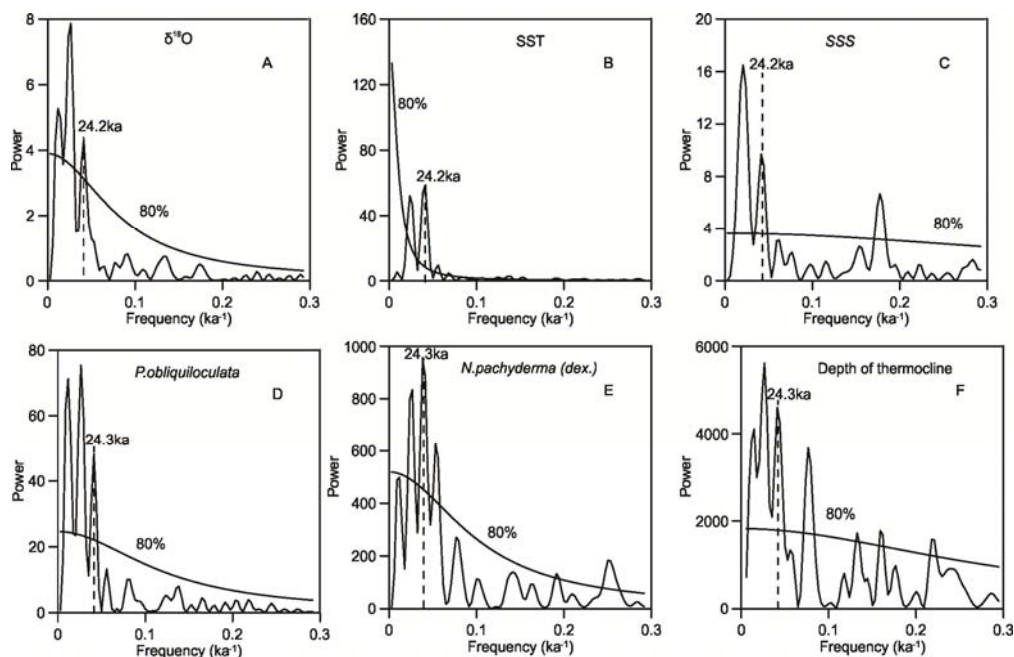 δ¹⁸O
A
24.2ka
80%
Power
8
6
4
2
0
0 0.1 0.2 0.3
Frequency (ka⁻¹)
SST
B
80%
24.2ka
Power
160
120
80
40
0
0 0.1 0.2 0.3
Frequency (ka⁻¹)
SSS
C
24.2ka
80%
Power
20
16
12
8
4
0
0 0.1 0.2 0.3
Frequency (ka⁻¹)
P.obliquiloculata
D
24.3ka
80%
Power
80
60
40
20
0
0 0.1 0.2 0.3
Frequency (ka⁻¹)
24.3ka
N.pachyderma (dex.)
E
80%
Power
1000
800
600
400
200
0
0 0.1 0.2 0.3
Frequency (ka⁻¹)
Depth of thermocline
24.3ka
F
80%
Power
6000
4000
2000
0
0 0.1 0.2 0.3
Frequency (ka⁻¹)